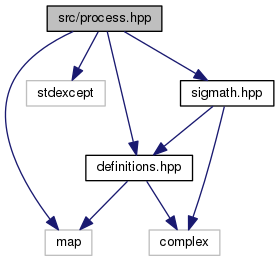 src/process.hpp
stdexcept
sigmath.hpp
definitions.hpp
map
complex